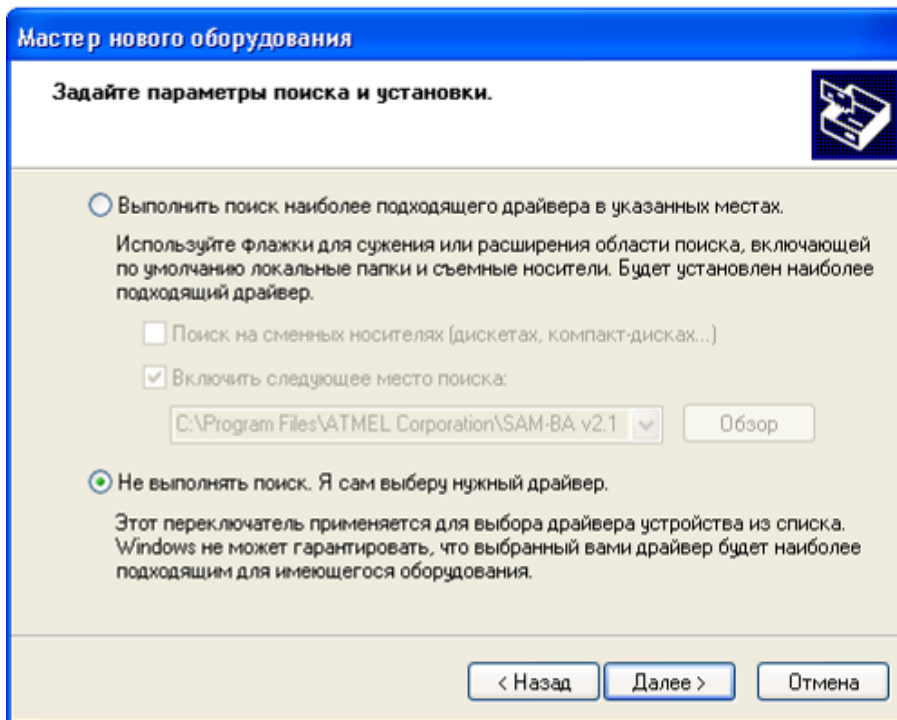 Мастер нового оборудования
Задайте параметры поиска и установки.
Выполнить поиск наиболее подходящего драйвера в указанных местах.
Используйте флажки для сужения или расширения области поиска, включающей
по умолчанию локальные папки и съемные носители. Будет установлен наиболее
подходящий драйвер.
Поиск на сменных носителях (дискетах, компакт-дисках...)
Включить следующее место поиска:
C:\Program Files\ATMEL Corporation\SAM-BA v2.1
Обзор
Не выполнять поиск. Я сам выберу нужный драйвер.
Этот переключатель применяется для выбора драйвера устройства из списка.
Windows не может гарантировать, что выбранный вами драйвер будет наиболее
подходящим для имеющегося оборудования.
< Назад Далее > Отмена